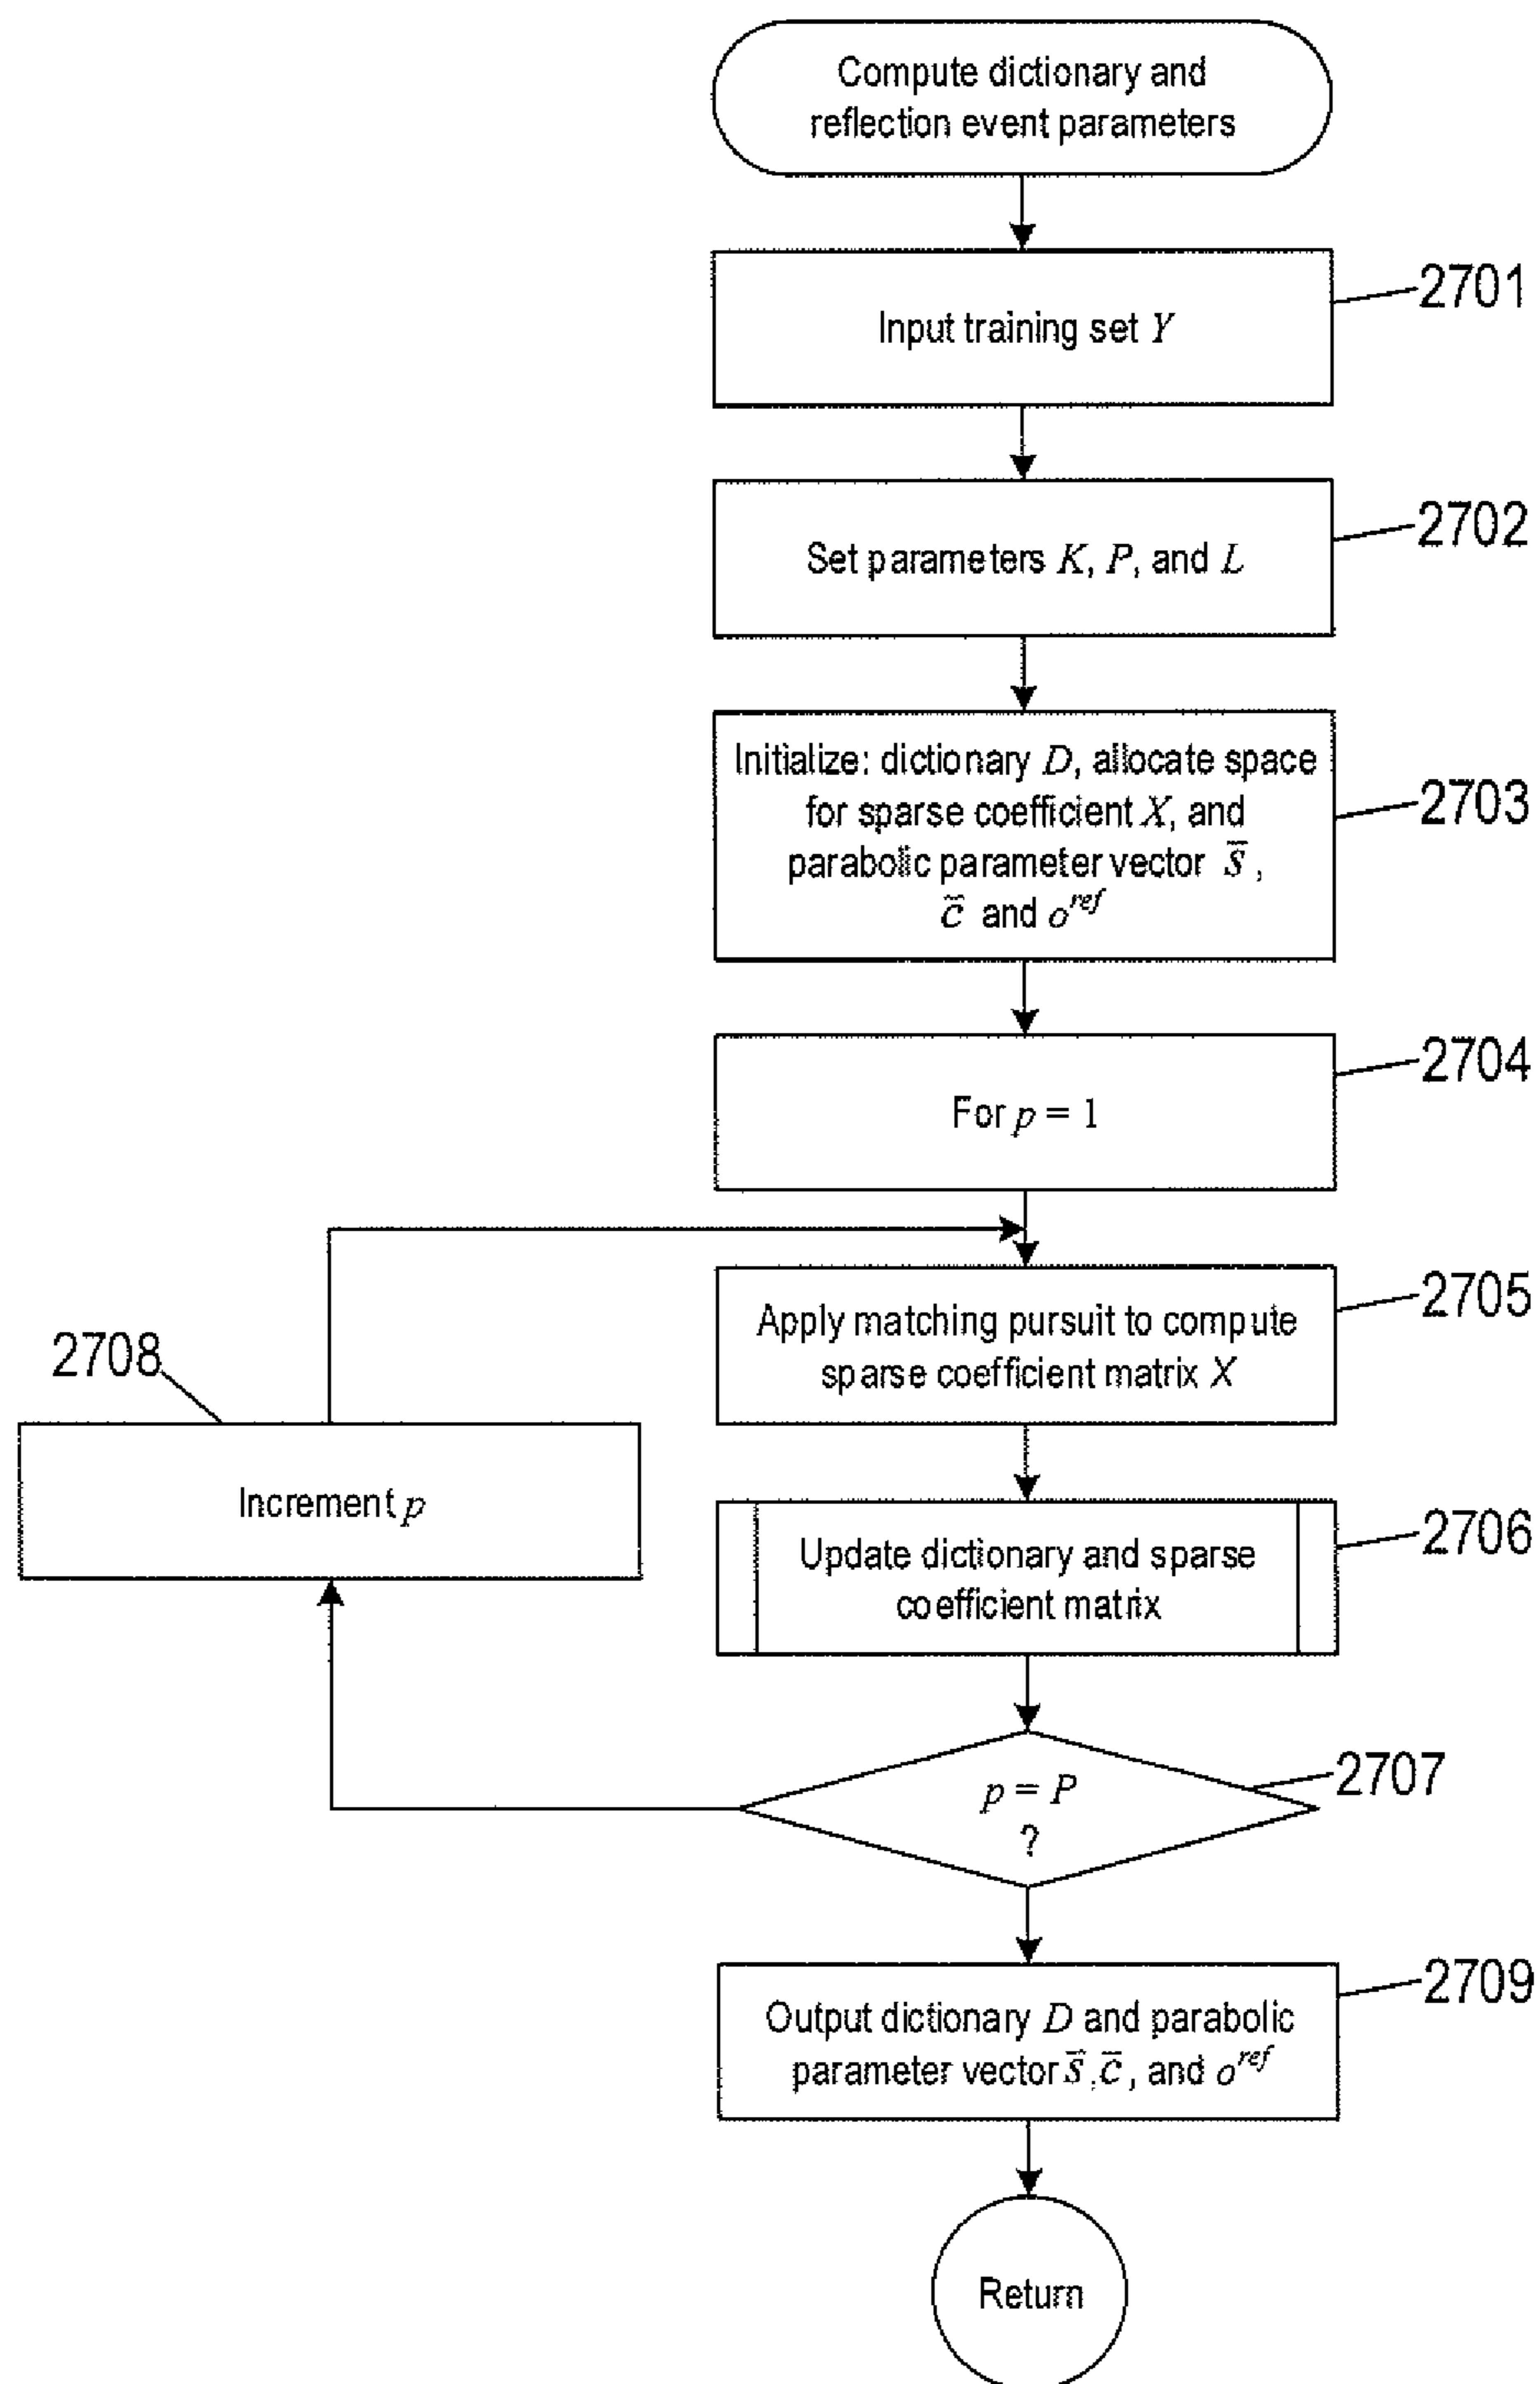 Compute dictionary and
reflection event parameters
2701
Input training set Y
2702
Set parameters K, P, and L
Initialize: dictionary D, allocate space
for sparse coefficient X, and
parabolic parameter vector s̄ ,
c̄ and o^ref
2703
2704
For p = 1
2705
Apply matching pursuit to compute
sparse coefficient matrix X
2708
Increment p
2706
Update dictionary and sparse
coefficient matrix
2707
p = P
?
2709
Output dictionary D and parabolic
parameter vector s̄, c̄, and o^ref
Return